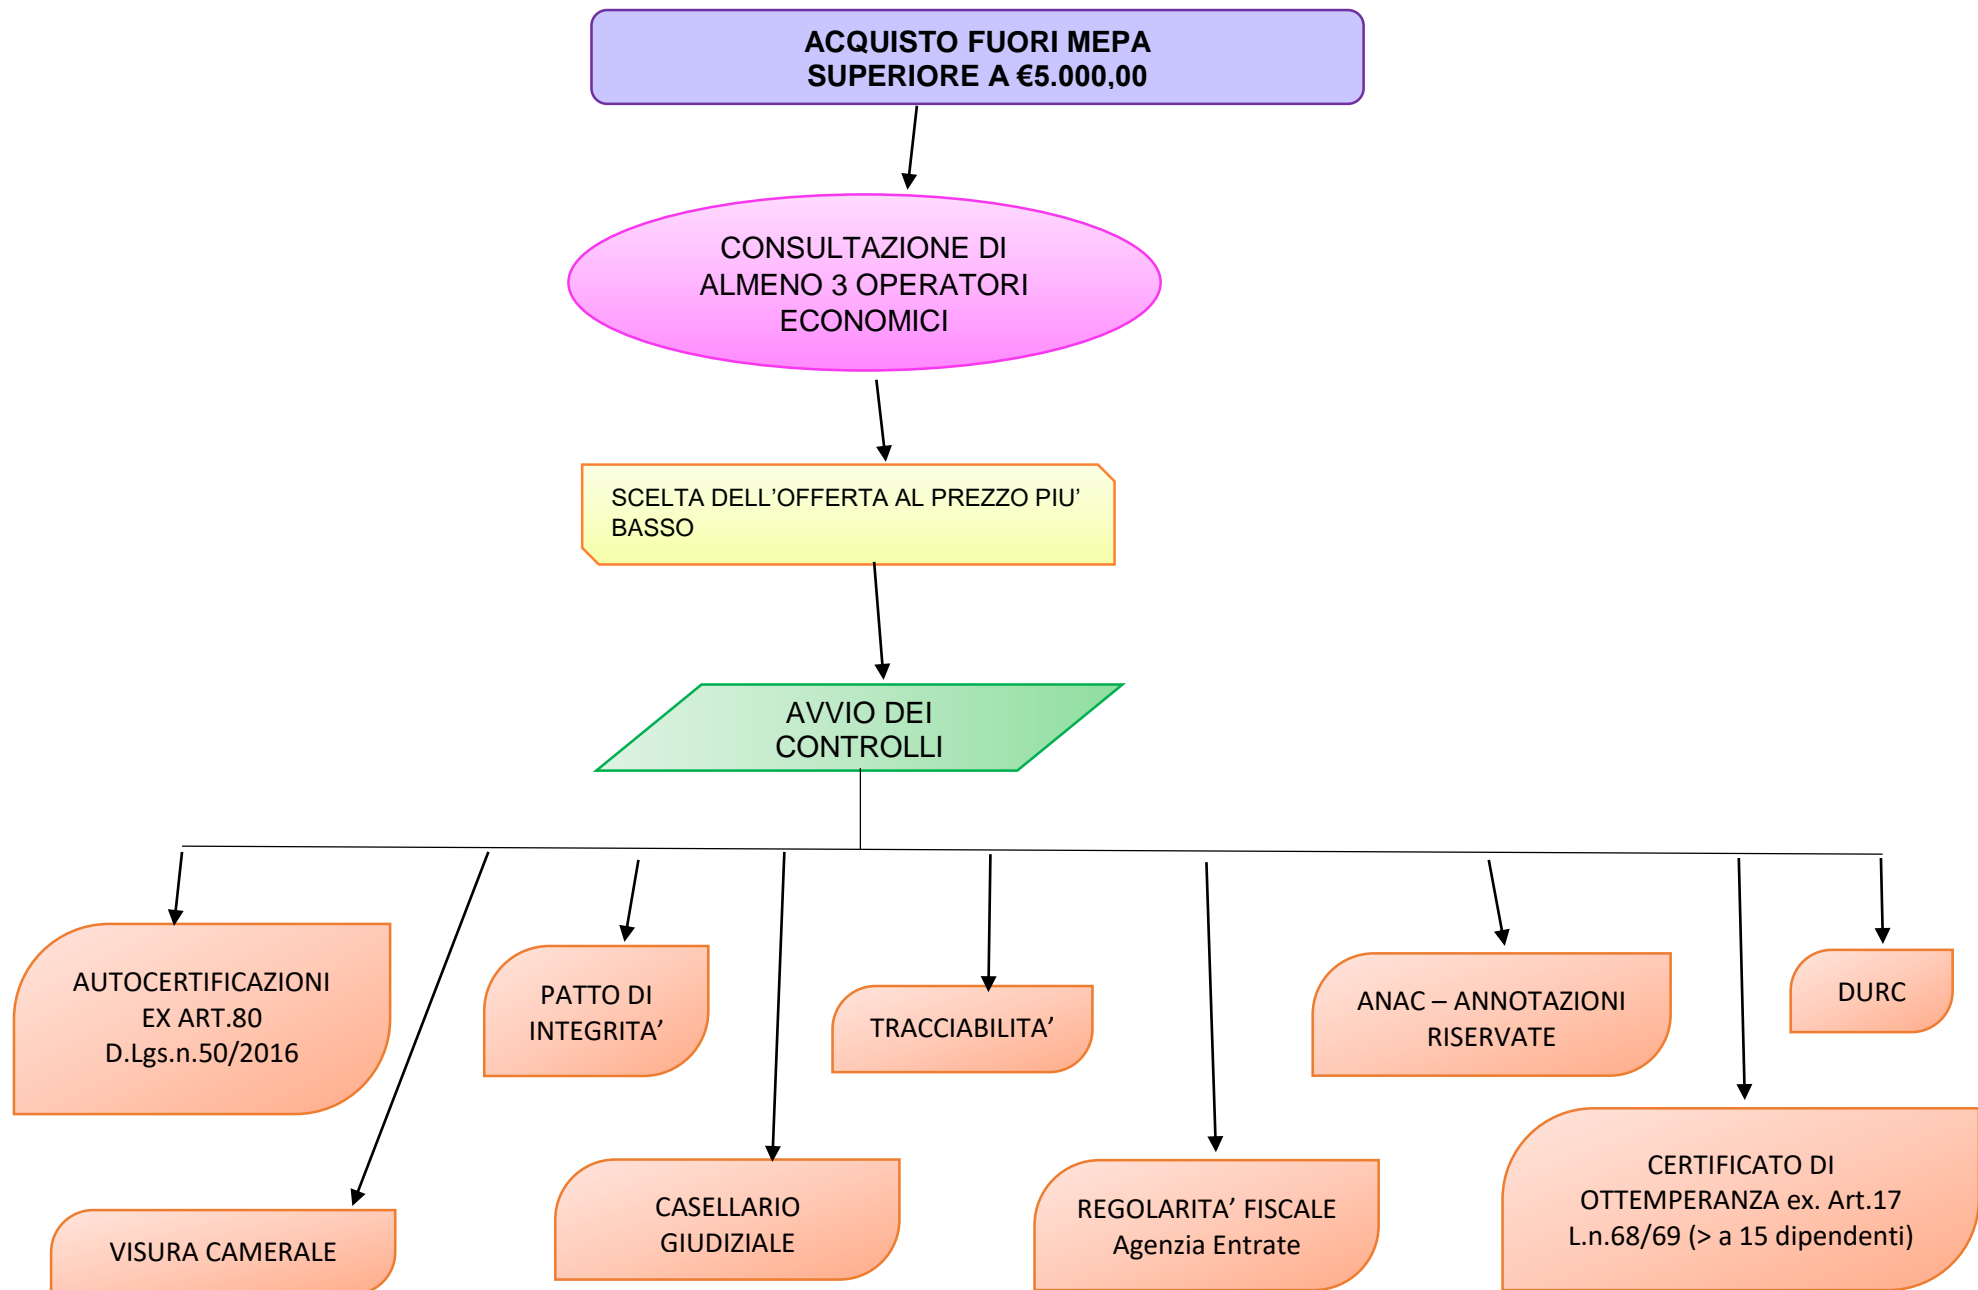 ACQUISTO FUORI MEPA
SUPERIORE A €5.000,00
CONSULTAZIONE DI
ALMENO 3 OPERATORI
ECONOMICI
SCELTA DELL’OFFERTA AL PREZZO PIU’
BASSO
AVVIO DEI
CONTROLLI
AUTOCERTIFICAZIONI
EX ART.80
D.Lgs.n.50/2016
PATTO DI
INTEGRITA’
TRACCIABILITA’
ANAC – ANNOTAZIONI
RISERVATE
DURC
VISURA CAMERALE
CASELLARIO
GIUDIZIALE
REGOLARITA’ FISCALE
Agenzia Entrate
CERTIFICATO DI
OTTEMPERANZA ex. Art.17
L.n.68/69 (> a 15 dipendenti)